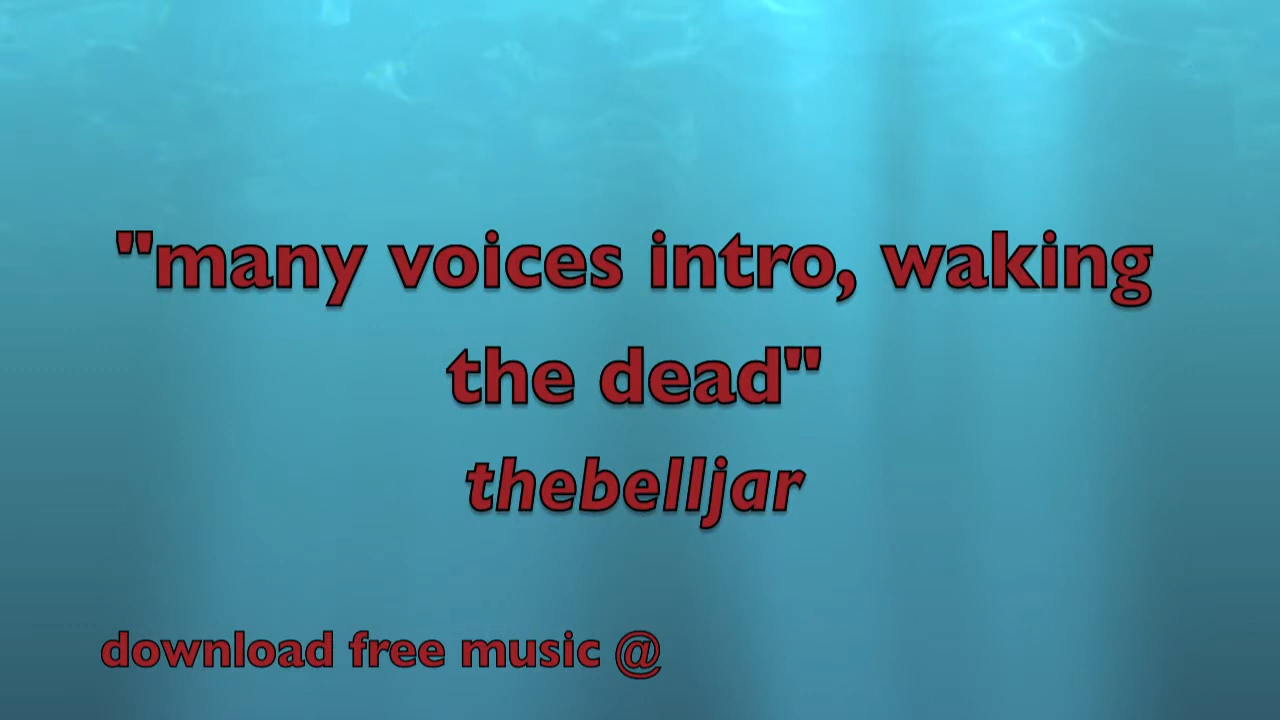 "many voices intro, waking
the dead"
thebelljar
download free music @